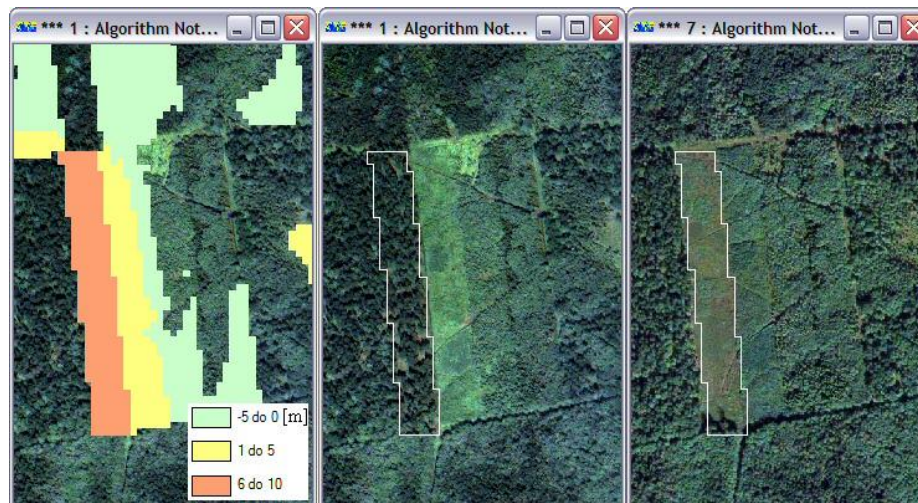 *** 1 : Algorithm Not...
*** 1 : Algorithm Not...
*** 7 : Algorithm Not...
-5 do 0 [m]
1 do 5
6 do 10